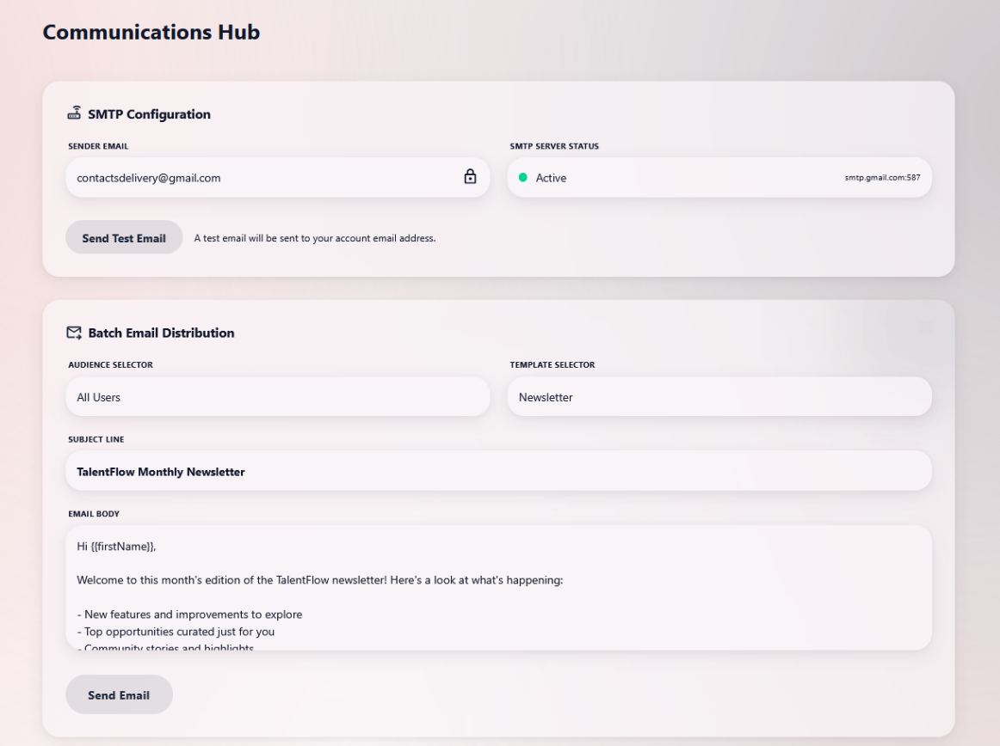 Communications Hub
SMTP Configuration
SENDER EMAIL
SMTP SERVER STATUS
contactsdelivery@gmail.com
Active
smtp.gmail.com:587
Send Test Email
A test email will be sent to your account email address.
Batch Email Distribution
AUDIENCE SELECTOR
TEMPLATE SELECTOR
All Users
Newsletter
SUBJECT LINE
TalentFlow Monthly Newsletter
EMAIL BODY
Hi {{firstName}},
Welcome to this month's edition of the TalentFlow newsletter! Here's a look at what's happening:
- New features and improvements to explore
- Top opportunities curated just for you
- Community stories and highlights
Send Email